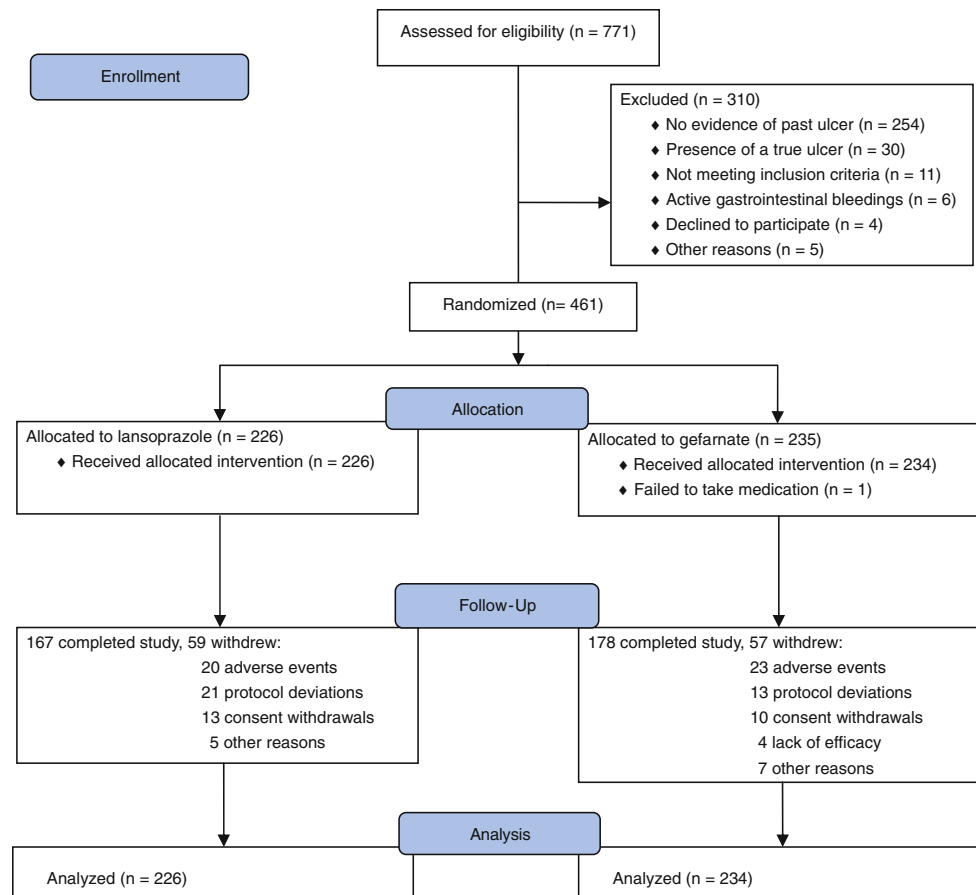 Assessed for eligibility (n = 771)
Enrollment
Excluded (n = 310)
♦ No evidence of past ulcer (n = 254)
♦ Presence of a true ulcer (n = 30)
♦ Not meeting inclusion criteria (n = 11)
♦ Active gastrointestinal bleedings (n = 6)
♦ Declined to participate (n = 4)
♦ Other reasons (n = 5)
Randomized (n= 461)
Allocation
Allocated to lansoprazole (n = 226)
♦ Received allocated intervention (n = 226)
Allocated to gefarnate (n = 235)
♦ Received allocated intervention (n = 234)
♦ Failed to take medication (n = 1)
Follow-Up
167 completed study, 59 withdrew:
20 adverse events
21 protocol deviations
13 consent withdrawals
5 other reasons
178 completed study, 57 withdrew:
23 adverse events
13 protocol deviations
10 consent withdrawals
4 lack of efficacy
7 other reasons
Analysis
Analyzed (n = 226)
Analyzed (n = 234)